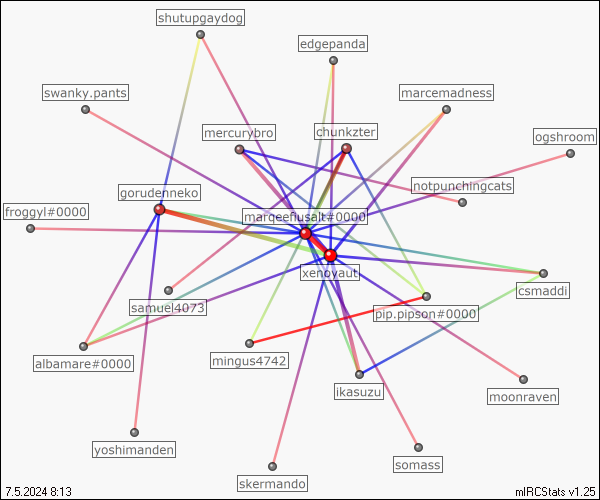 shutupgaydog
edgepanda
swanky.pants
marcemadness
mercurybro
chunkzter
ogshroom
notpunchingcats
gorudenneko
froggyl#0000
marqeefiusalt#0000
xenoyaut
csmaddi
samuel4073
pip.pipson#0000
albamare#0000
mingus4742
ikasuzu
moonraven
yoshimanden
somass
skermando
7.5.2024 8:13
mIRCStats v1.25